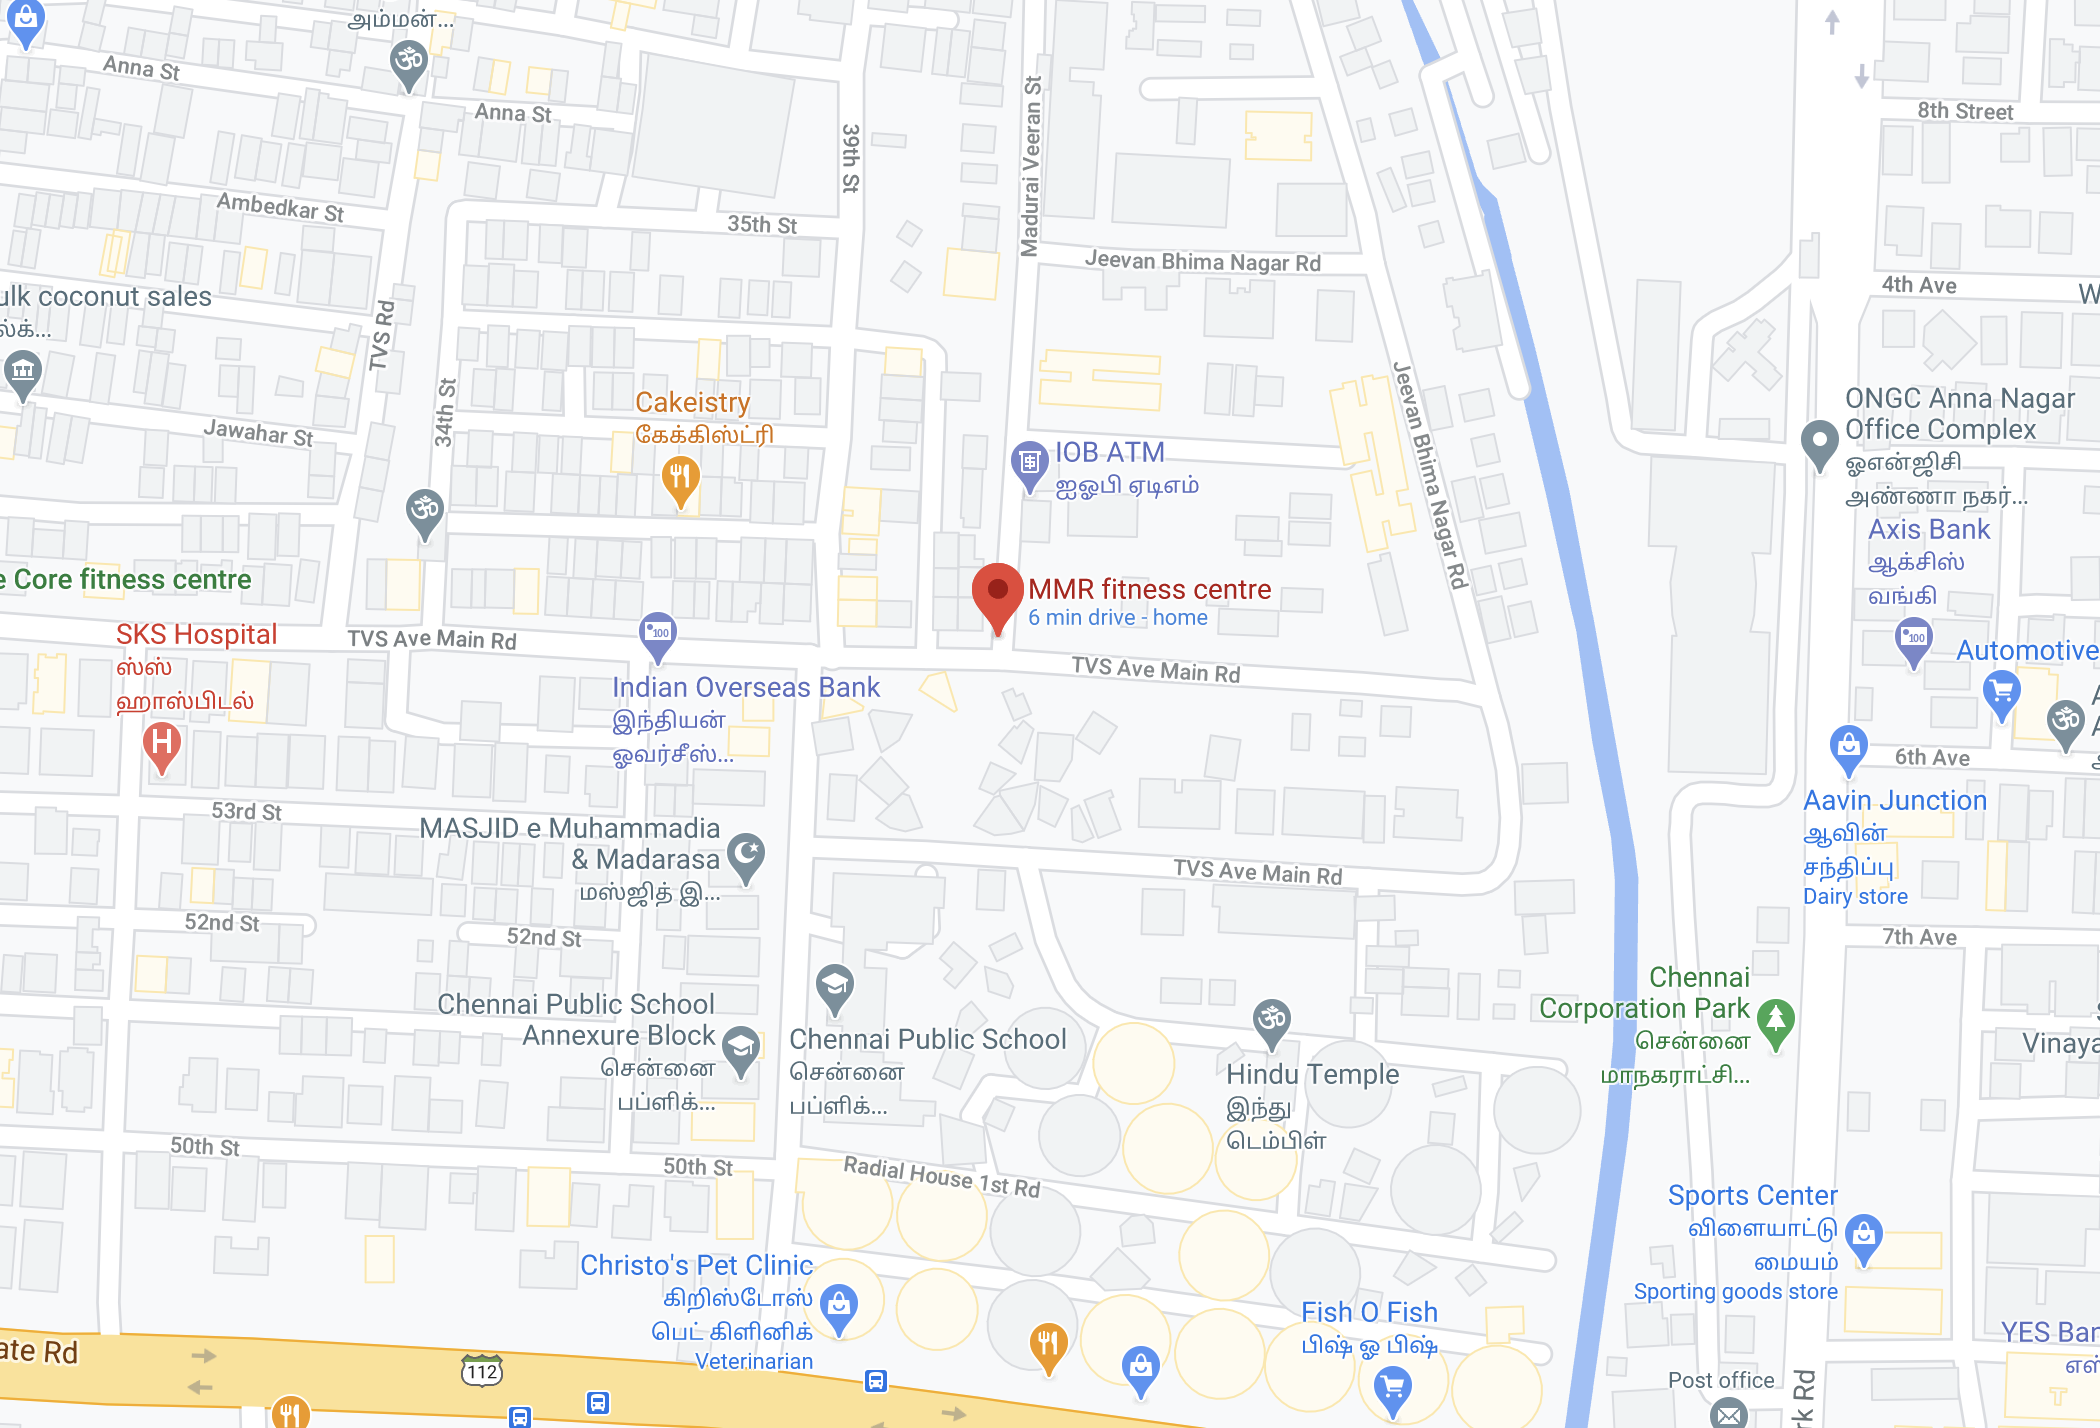 அம்மன்...
Anna St
Anna St
39th St
Madurai Veeran St
8th Street
Ambedkar St
35th St
Jeevan Bhima Nagar Rd
4th Ave
ulk coconut sales
ல்க்...
TVS Rd
34th St
Jawahar St
Cakeistry
கேக்கிஸ்ட்ரி
IOB ATM
ஐஓபி ஏடிஎம்
Jeevan Bhima Nagar Rd
ONGC Anna Nagar
Office Complex
ஓஎன்ஜிசி
அண்ணா நகர்...
Axis Bank
ஆக்சிஸ்
வங்கி
100
e Core fitness centre
MMR fitness centre
6 min drive - home
SKS Hospital
ஸ்ஸ்
ஹாஸ்பிடல்
H
TVS Ave Main Rd
100
Indian Overseas Bank
இந்தியன்
ஓவர்சீஸ்...
TVS Ave Main Rd
Automotive
6th Ave
Aavin Junction
ஆவின்
சந்திப்பு
Dairy store
53rd St
MASJID e Muhammadia
& Madarasa
மஸ்ஜித் இ...
TVS Ave Main Rd
52nd St
52nd St
7th Ave
Chennai Public School
Annexure Block
சென்னை
பப்ளிக்...
Chennai Public School
சென்னை
பப்ளிக்...
Hindu Temple
இந்து
டெம்பிள்
Chennai
Corporation Park
சென்னை
மாநகராட்சி...
Vinaya
50th St
50th St
Radial House 1st Rd
Sports Center
விளையாட்டு
மையம்
Sporting goods store
Christo's Pet Clinic
கிறிஸ்டோஸ்
பெட் கிளினிக்
Veterinarian
Fish O Fish
பிஷ் ஓ பிஷ்
YES Ban
எஸ்
ate Rd
112
Post office
rk Rd